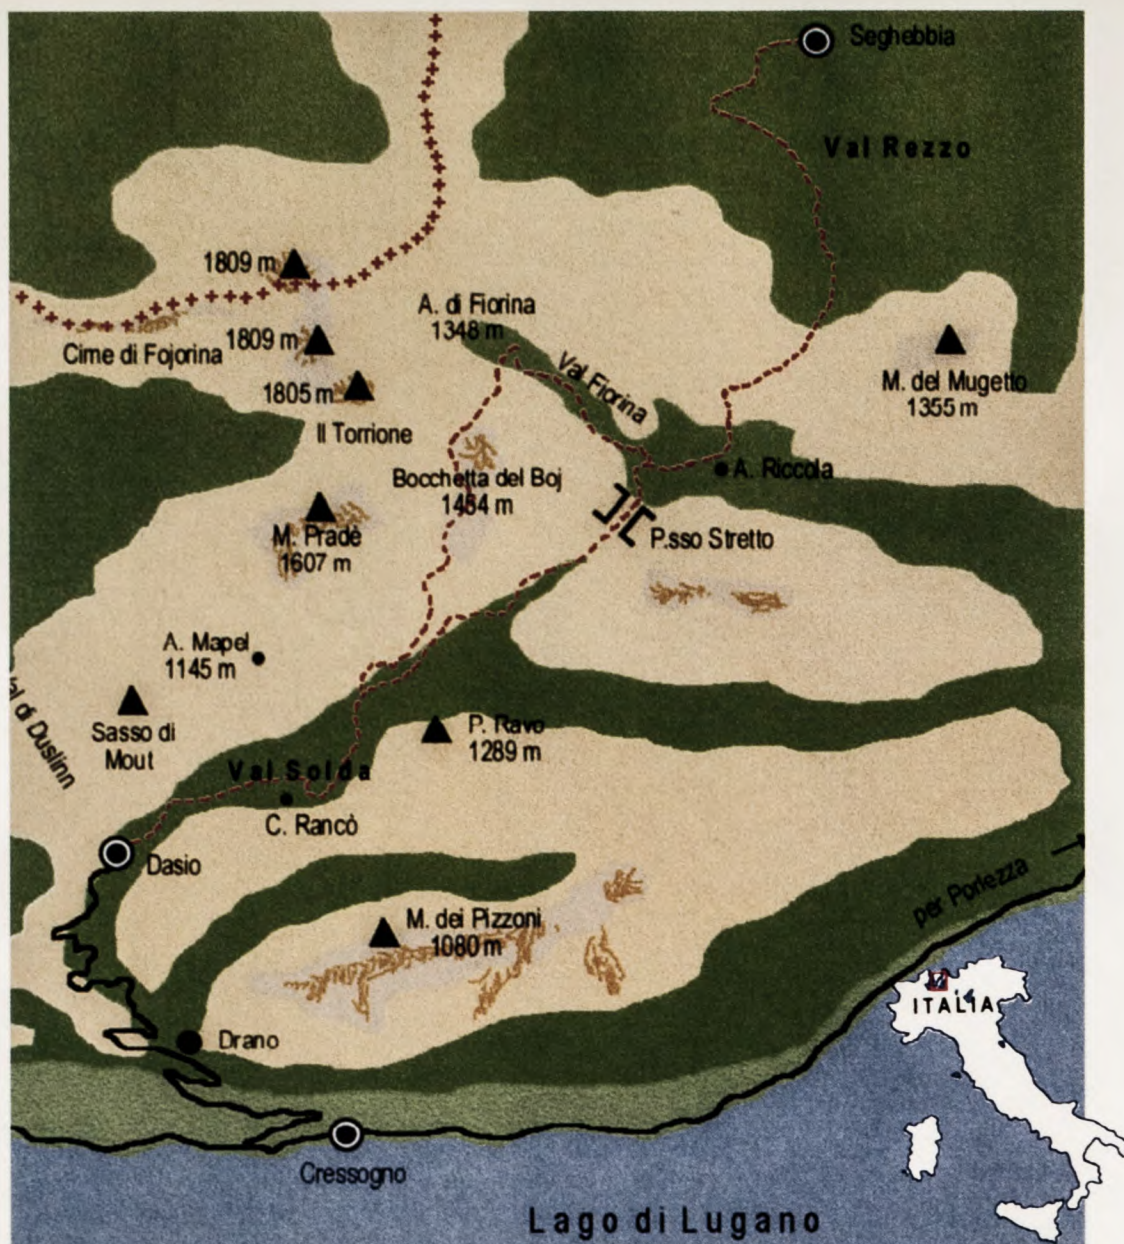 Seghebbia
Val Rezzo
1809 m
A. di Fiorina
1348 m
1809 m
Cime di Fojorina
Val Fiorina
M. del Mugetto
1355 m
1805 m
Il Torrione
A. Riccola
Bocchetta del Boj
1484 m
M. Pradè
1607 m
P.sso Stretto
A. Mapel
1145 m
Sasso di
Mout
P. Ravo
1289 m
Val Solda
C. Rancò
Dasio
per Porlezza
M. dei Pizzoni
1080 m
ITALIA
Drano
Cressogno
Lago di Lugano